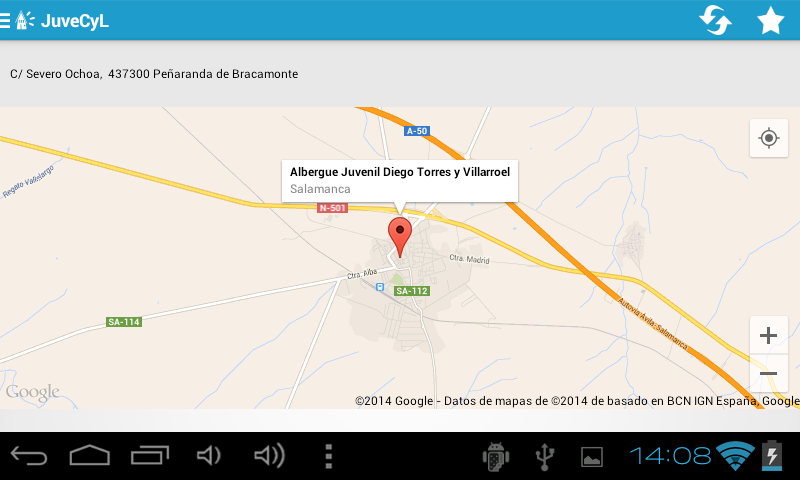 JuveCyL
C/ Severo Ochoa,  437300 Peñaranda de Bracamonte
A-50
Regato Vallelargo
Albergue Juvenil Diego Torres y Villarroel
Salamanca
N-501
Ctra. Madrid
Ctra. Alba
SA-112
SA-114
Autovía Ávila-Salamanca
Google
©2014 Google - Datos de mapas de ©2014 de basado en BCN IGN España, Google
14:08